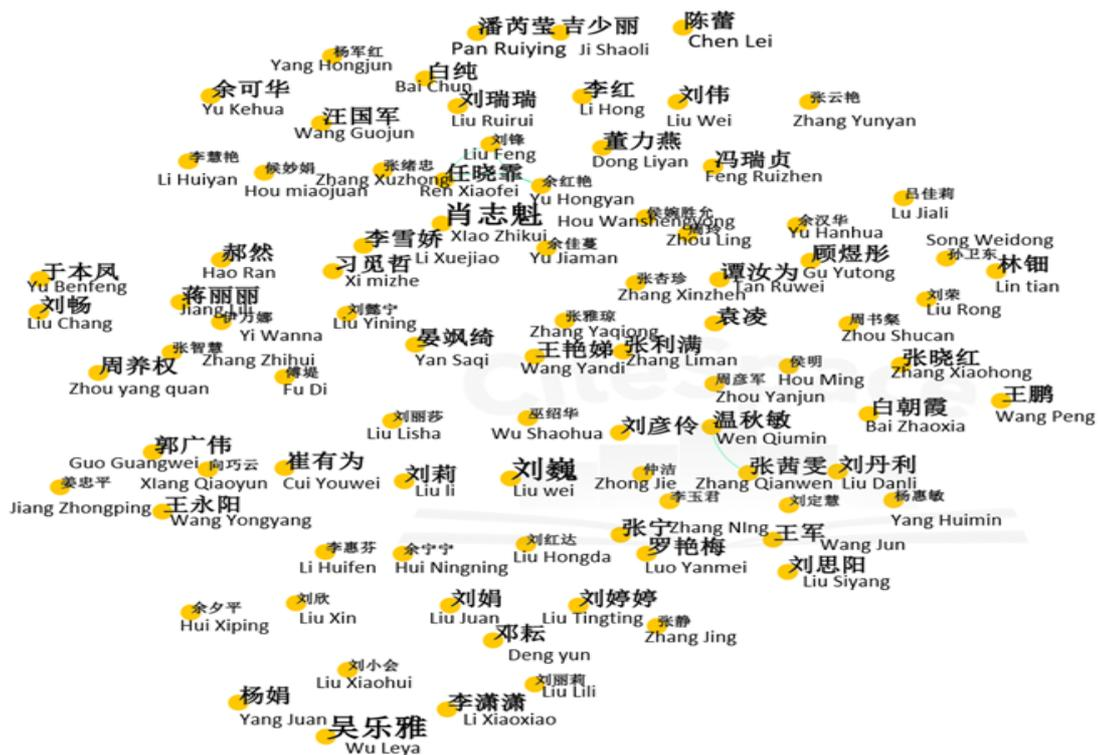 潘芮莹
Pan Ruiying
吉少丽
Ji Shaoli
陈蕾
Chen Lei
杨军红
Yang Hongjun
白纯
Bai Chun
余可华
Yu Kehua
刘瑞瑞
Liu Ruirui
李红
Li Hong
刘伟
Liu Wei
张云艳
Zhang Yunyan
汪国军
Wang Guojun
刘锋
Liu Feng
董力燕
Dong Liyan
冯瑞贞
Feng Ruizhen
李慧艳
Li Huiyan
候妙娟
Hou miaojuan
张绪忠
Zhang Xuzhong
任晓霏
Ren Xiaofei
余红艳
Yu Hongyan
吕佳莉
Lu Jiali
肖志魁
XIao Zhikui
侯婉胜允
Hou Wanshengyong
周玲
Zhou Ling
余汉华
Yu Hanhua
李雪娇
Li Xuejiao
余佳蔓
Yu Jiaman
顾煜彤
Gu Yutong
Song Weidong
孙卫东
林钿
Lin tian
郝然
Hao Ran
习觅哲
Xi mizhe
于本凤
Yu Benfeng
张杏珍
Zhang Xinzheh
谭汝为
Tan Ruwei
刘畅
Liu Chang
蒋丽丽
Jiang Lili
伊万娜
Yi Wanna
刘懿宁
Liu Yining
张雅琼
Zhang Yaqiong
袁凌
刘荣
Liu Rong
周书粲
Zhou Shucan
晏飒绮
Yan Saqi
王艳娣
Wang Yandi
张利满
Zhang Liman
张智慧
Zhang Zhihui
周养权
Zhou yang quan
傅堤
Fu Di
侯明
Hou Ming
张晓红
Zhang Xiaohong
周彦军
Zhou Yanjun
王鹏
Wang Peng
白朝霞
Bai Zhaoxia
刘丽莎
Liu Lisha
巫绍华
Wu Shaohua
刘彦伶
温秋敏
Wen Qiumin
郭广伟
Guo Guangwei
向巧云
XIang Qiaoyun
崔有为
Cui Youwei
刘莉
Liu li
刘巍
Liu wei
仲洁
Zhong Jie
张茜雯
Zhang Qianwen
刘丹利
Liu Danli
姜忠平
Jiang Zhongping
王永阳
Wang Yongyang
李玉君
刘定慧
杨惠敏
Yang Huimin
张宁
Zhang NIng
王军
Wang Jun
李惠芬
Li Huifen
余宁宁
Hui Ningning
刘红达
Liu Hongda
罗艳梅
Luo Yanmei
刘思阳
Liu Siyang
余夕平
Hui Xiping
刘欣
Liu Xin
刘娟
Liu Juan
刘婷婷
Liu Tingting
张静
Zhang Jing
邓耘
Deng yun
刘小会
Liu Xiaohui
刘丽莉
Liu Lili
杨娟
Yang Juan
李潇潇
Li Xiaoxiao
吴乐雅
Wu Leya
CiteSpace